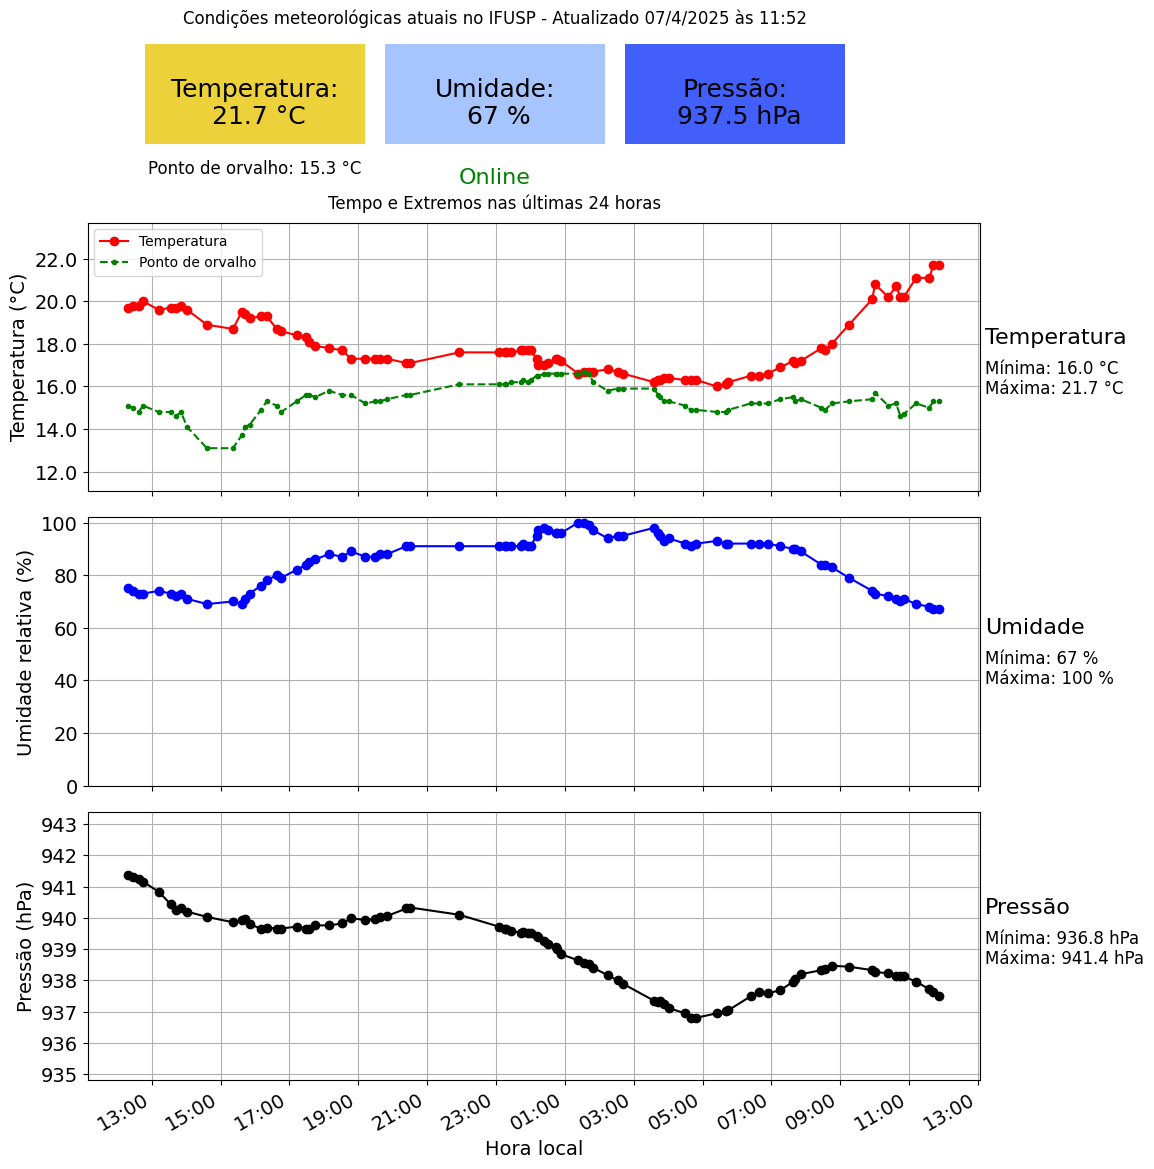 Condições meteorológicas atuais no IFUSP - Atualizado 07/4/2025 às 11:52
Temperatura:
21.7 °C
Umidade:
67 %
Pressão:
937.5 hPa
Ponto de orvalho: 15.3 °C
Online
Tempo e Extremos nas últimas 24 horas
Temperatura (°C)
22.0
20.0
18.0
16.0
14.0
12.0
Temperatura
Ponto de orvalho
Temperatura
Mínima: 16.0 °C
Máxima: 21.7 °C
Umidade relativa (%)
100
80
60
40
20
0
Umidade
Mínima: 67 %
Máxima: 100 %
Pressão (hPa)
943
942
941
940
939
938
937
936
935
Pressão
Mínima: 936.8 hPa
Máxima: 941.4 hPa
13:00
15:00
17:00
19:00
21:00
23:00
01:00
03:00
05:00
07:00
09:00
11:00
13:00
Hora local